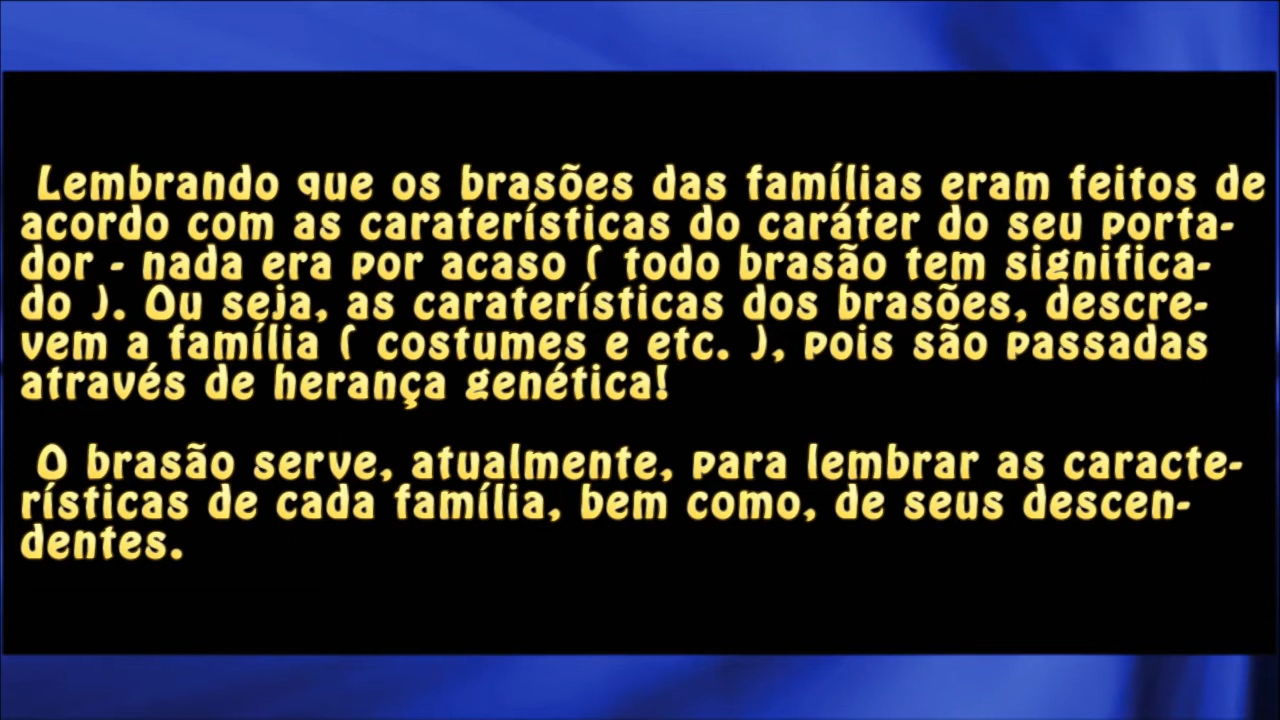 Lembrando que os brasões das famílias eram feitos de
acordo com as caraterísticas do caráter do seu porta-
dor - nada era por acaso ( todo brasão tem significa-
do ). Ou seja, as caraterísticas dos brasões, descre-
vem a família ( costumes e etc. ), pois são passadas
através de herança genética!
O brasão serve, atualmente, para lembrar as caracte-
rísticas de cada família, bem como, de seus descen-
dentes.